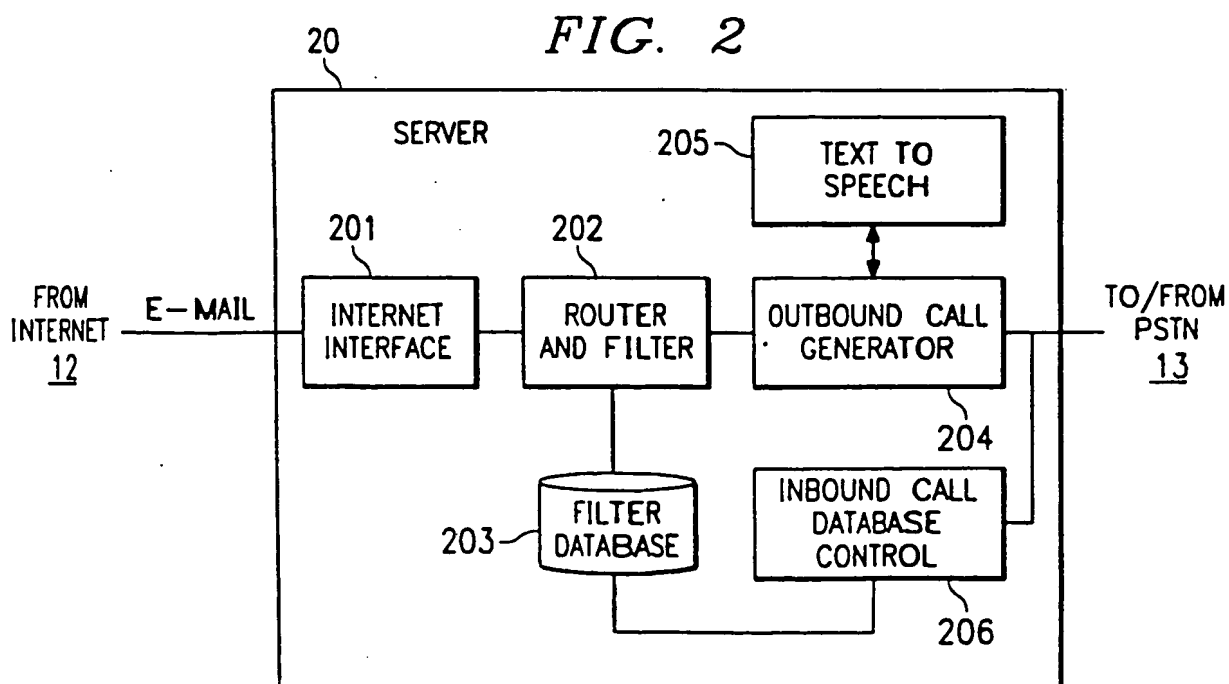 FIG. 2
20
SERVER
205
TEXT TO
SPEECH
201
202
FROM
INTERNET
12
E-MAIL
INTERNET
INTERFACE
ROUTER
AND FILTER
OUTBOUND CALL
GENERATOR
TO/FROM
PSTN
13
204
203
FILTER
DATABASE
INBOUND CALL
DATABASE
CONTROL
206